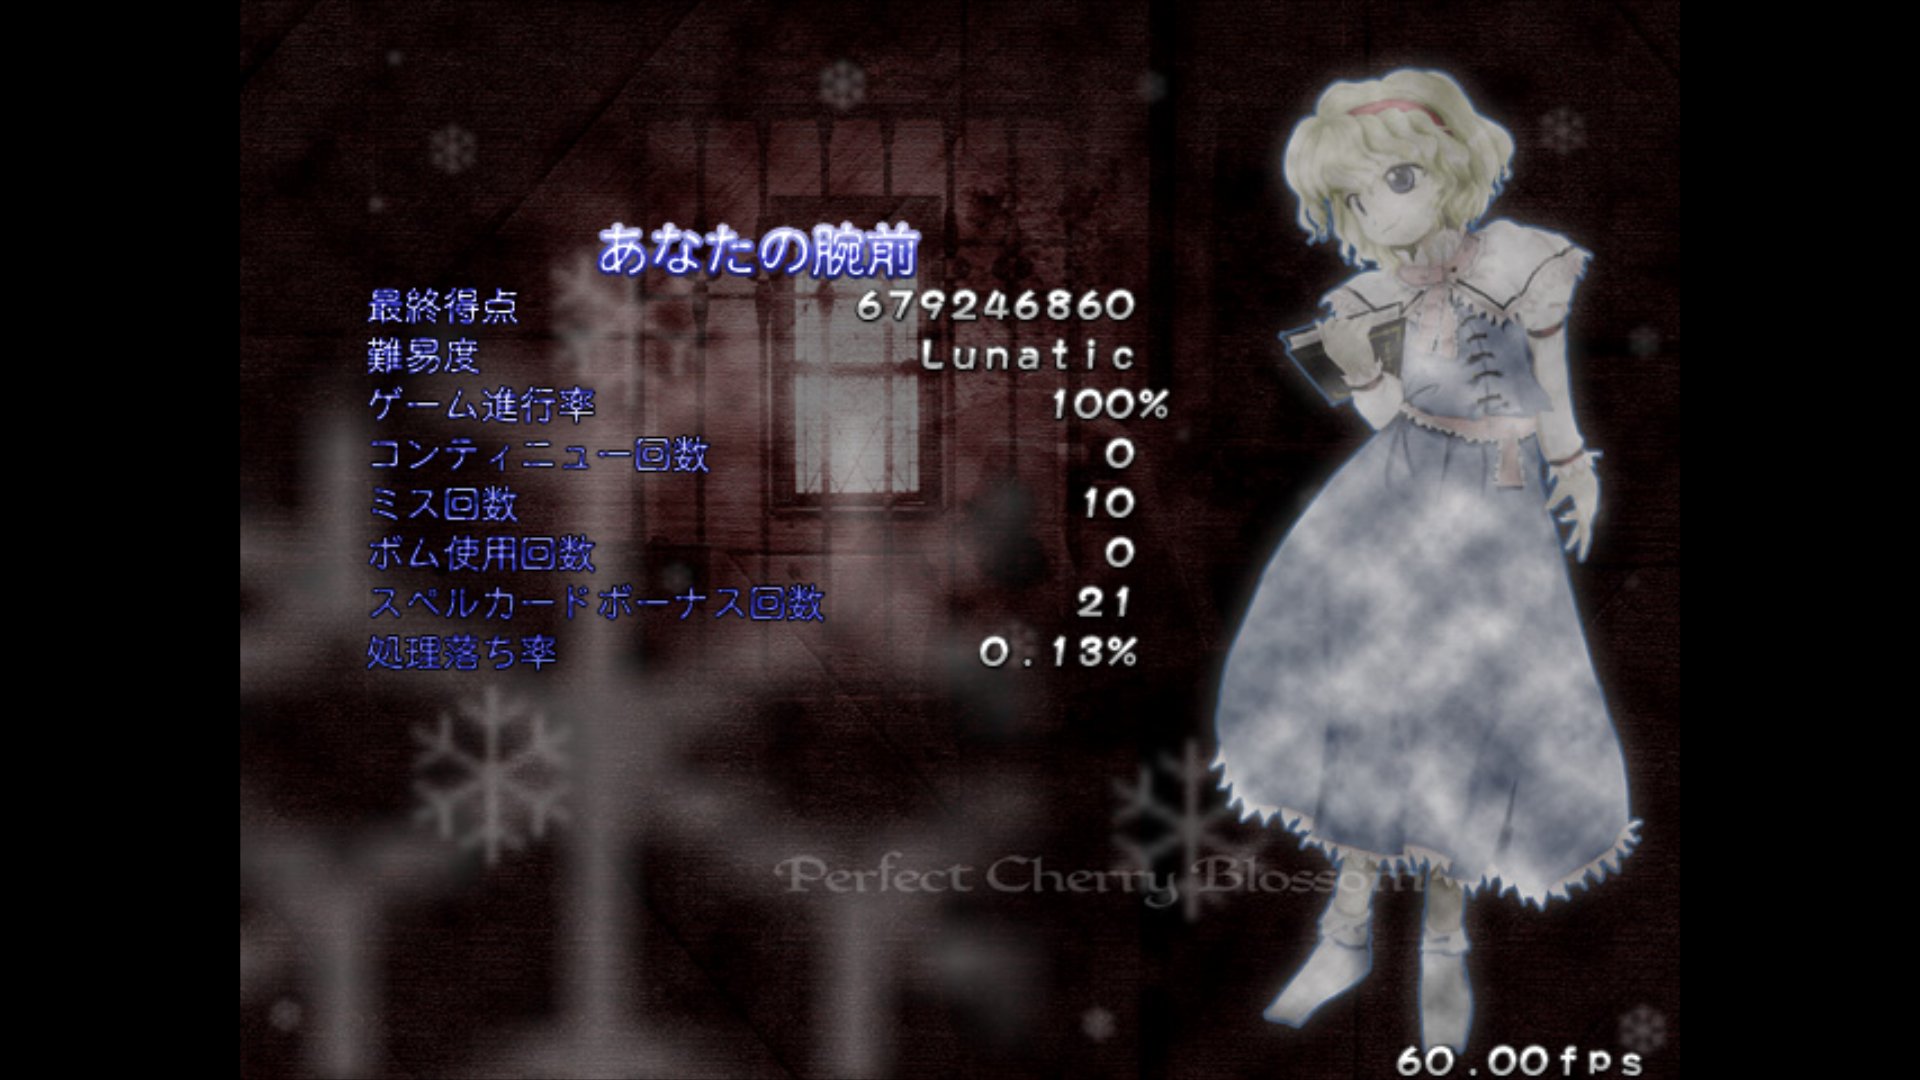 あなたの腕前
最終得点 679246860
難易度 Lunatic
ゲーム進行率 100%
コンティニュー回数 0
ミス回数 10
ボム使用回数 0
スペルカードボーナス回数 21
処理落ち率 0.13%
Perfect Cherry Blossom
60.00fps